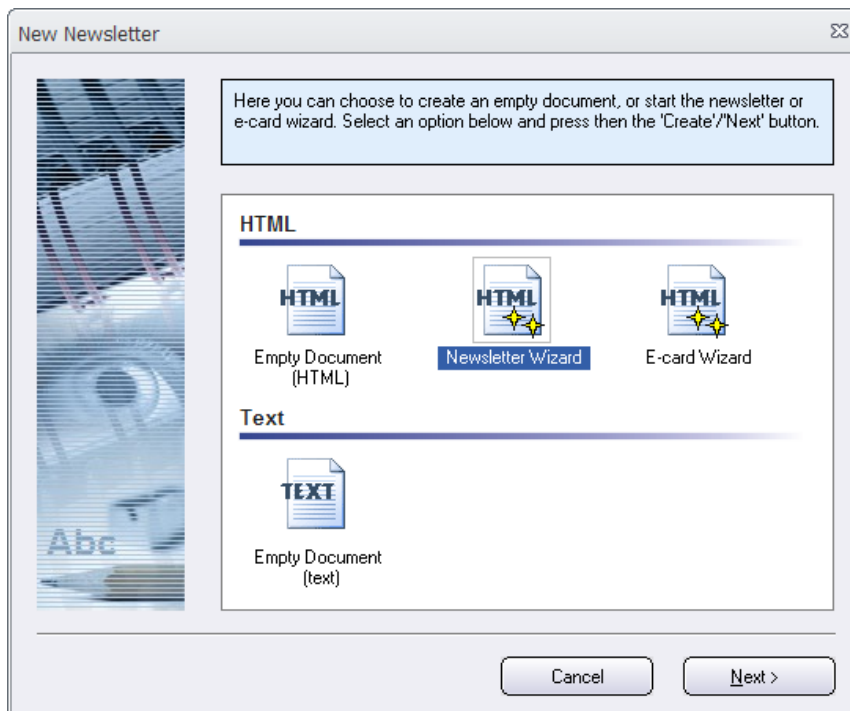 New Newsletter
Here you can choose to create an empty document, or start the newsletter or
e-card wizard. Select an option below and press then the 'Create'/''Next' button.
HTML
HTML
HTML
HTML
Empty Document
(HTML)
Newsletter Wizard
E-card Wizard
Text
TEXT
Empty Document
(text)
Abc
Cancel
Next >